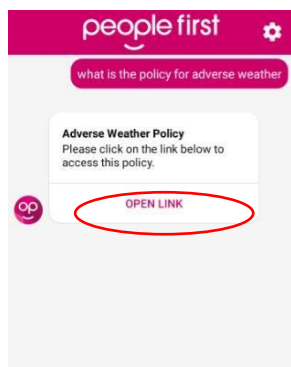 people first
what is the policy for adverse weather
Adverse Weather Policy
Please click on the link below to
access this policy.
op
OPEN LINK